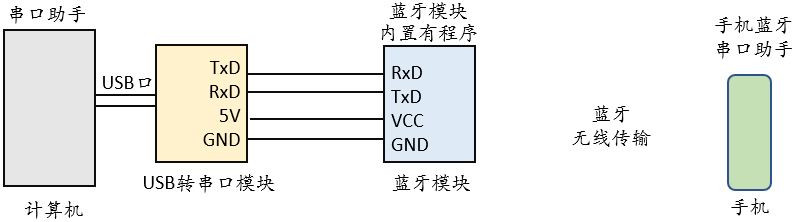 串口助手
计算机
USB口
TxD
RxD
5V
GND
USB转串口模块
蓝牙模块
内置有程序
RxD
TxD
VCC
GND
蓝牙模块
蓝牙
无线传输
手机蓝牙
串口助手
手机